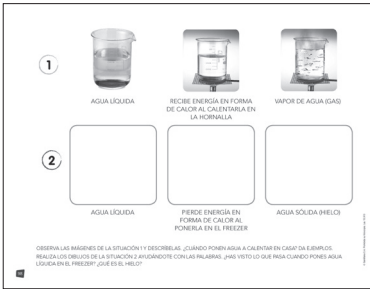 1
AGUA LÍQUIDA
RECIBE ENERGÍA EN FORMA
DE CALOR AL CALENTARLA EN
LA HORNALLA
VAPOR DE AGUA (GAS)
2
AGUA LÍQUIDA
PIERDE ENERGÍA EN
FORMA DE CALOR AL
PONERLA EN EL FREEZER
AGUA SÓLIDA (HIELO)
OBSERVA LAS IMÁGENES DE LA SITUACIÓN 1 Y DESCRÍBELAS. ¿CUÁNDO PONEN AGUA A CALENTAR EN CASA? DA EJEMPLOS.
REALIZA LOS DIBUJOS DE LA SITUACIÓN 2 AYUDÁNDOTE CON LAS PALABRAS. ¿HAS VISTO LO QUE PASA CUANDO PONES AGUA
LÍQUIDA EN EL FREEZER? ¿QUÉ ES EL HIELO?